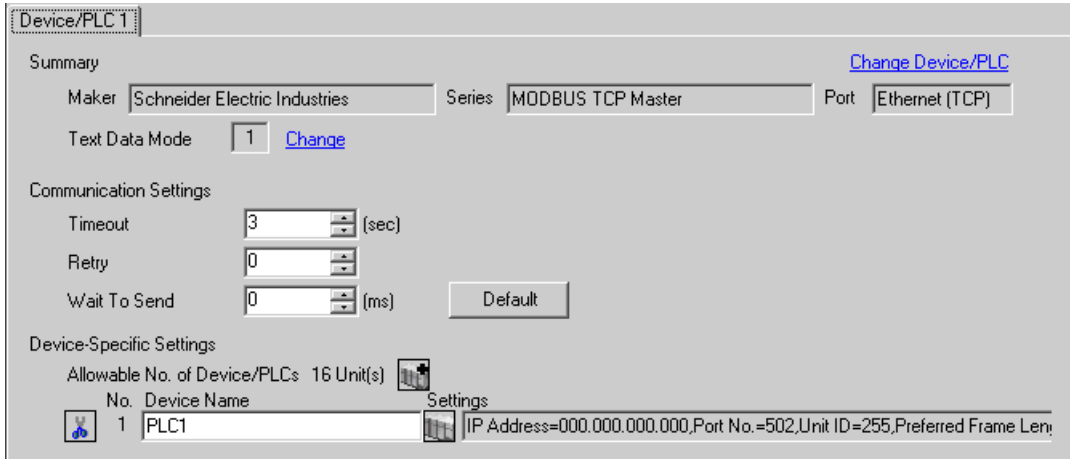 Device/PLC 1
Summary Change Device/PLC
Maker Schneider Electric Industries Series MODBUS TCP Master Port Ethernet (TCP)
Text Data Mode 1 Change
Communication Settings
Timeout 3 (sec)
Retry 0
Wait To Send 0 (ms) Default
Device-Specific Settings
Allowable No. of Device/PLCs 16 Unit(s)
No. Device Name Settings
1 PLC1 IP Address=000.000.000.000,Port No.=502,Unit ID=255,Preferred Frame